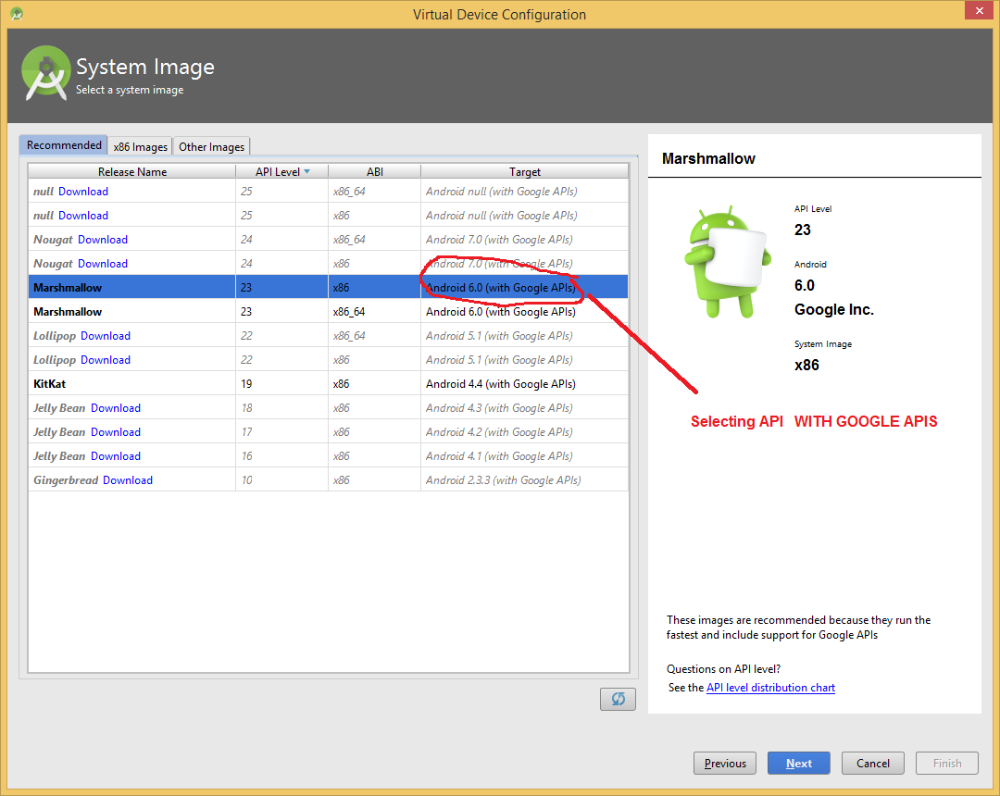 Virtual Device Configuration
System Image
Select a system image
Recommended x86 Images Other Images
Release Name API Level ABI Target
null Download 25 x86_64 Android null (with Google APIs)
null Download 25 x86 Android null (with Google APIs)
Nougat Download 24 x86_64 Android 7.0 (with Google APIs)
Nougat Download 24 x86 Android 7.0 (with Google APIs)
Marshmallow 23 x86 Android 6.0 (with Google APIs)
Marshmallow 23 x86_64 Android 6.0 (with Google APIs)
Lollipop Download 22 x86_64 Android 5.1 (with Google APIs)
Lollipop Download 22 x86 Android 5.1 (with Google APIs)
KitKat 19 x86 Android 4.4 (with Google APIs)
Jelly Bean Download 18 x86 Android 4.3 (with Google APIs)
Jelly Bean Download 17 x86 Android 4.2 (with Google APIs)
Jelly Bean Download 16 x86 Android 4.1 (with Google APIs)
Gingerbread Download 10 x86 Android 2.3.3 (with Google APIs)
Marshmallow
API Level
23
Android
6.0
Google Inc.
System Image
x86
Selecting API WITH GOOGLE APIS
These images are recommended because they run the
fastest and include support for Google APIs
Questions on API level?
See the API level distribution chart
Previous Next Cancel Finish